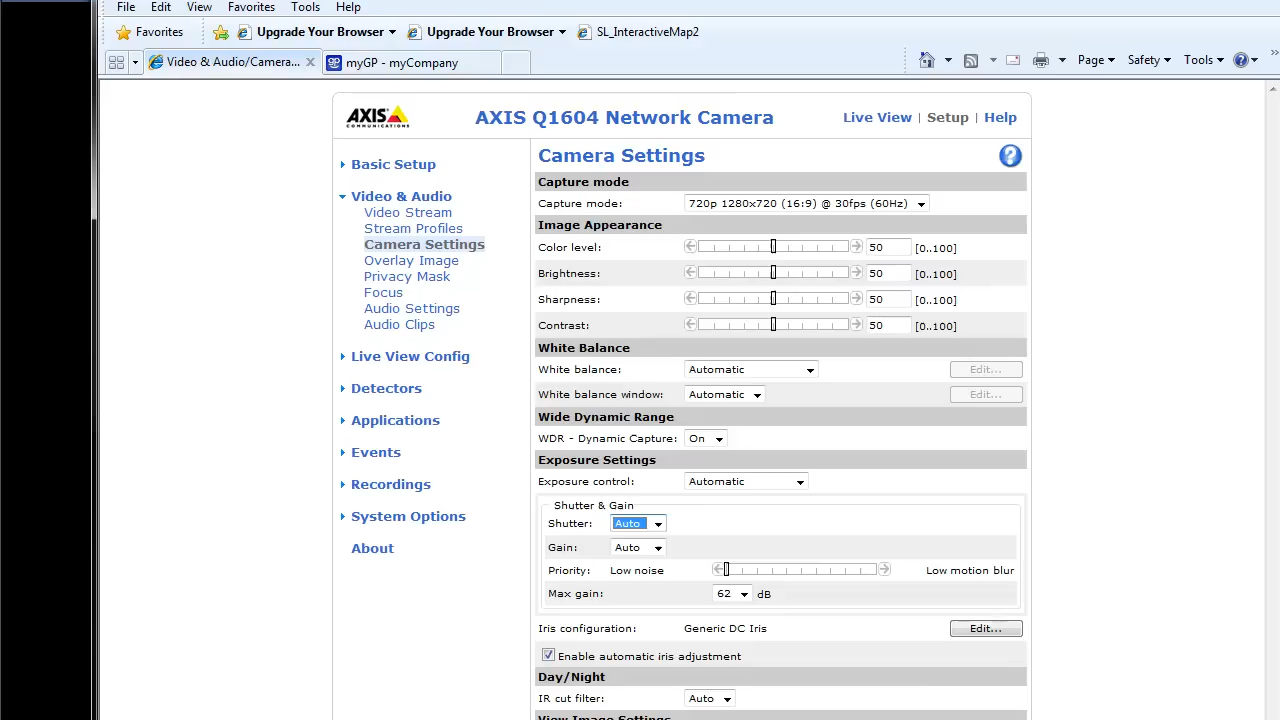 File Edit View Favorites Tools Help
Favorites Upgrade Your Browser Upgrade Your Browser SL_InteractiveMap2
Video & Audio/Camera... myGP - myCompany Page Safety Tools
AXIS COMMUNICATIONS AXIS Q1604 Network Camera Live View | Setup | Help
Basic Setup
Video & Audio
Video Stream
Stream Profiles
Camera Settings
Overlay Image
Privacy Mask
Focus
Audio Settings
Audio Clips
Live View Config
Detectors
Applications
Events
Recordings
System Options
About
Camera Settings
Capture mode
Capture mode: 720p 1280x720 (16:9) @ 30fps (60Hz)
Image Appearance
Color level: 50 [0..100]
Brightness: 50 [0..100]
Sharpness: 50 [0..100]
Contrast: 50 [0..100]
White Balance
White balance: Automatic Edit...
White balance window: Automatic Edit...
Wide Dynamic Range
WDR - Dynamic Capture: On
Exposure Settings
Exposure control: Automatic
Shutter & Gain
Shutter: Auto
Gain: Auto
Priority: Low noise Low motion blur
Max gain: 62 dB
Iris configuration: Generic DC Iris Edit...
Enable automatic iris adjustment
Day/Night
IR cut filter: Auto
View Image Settings